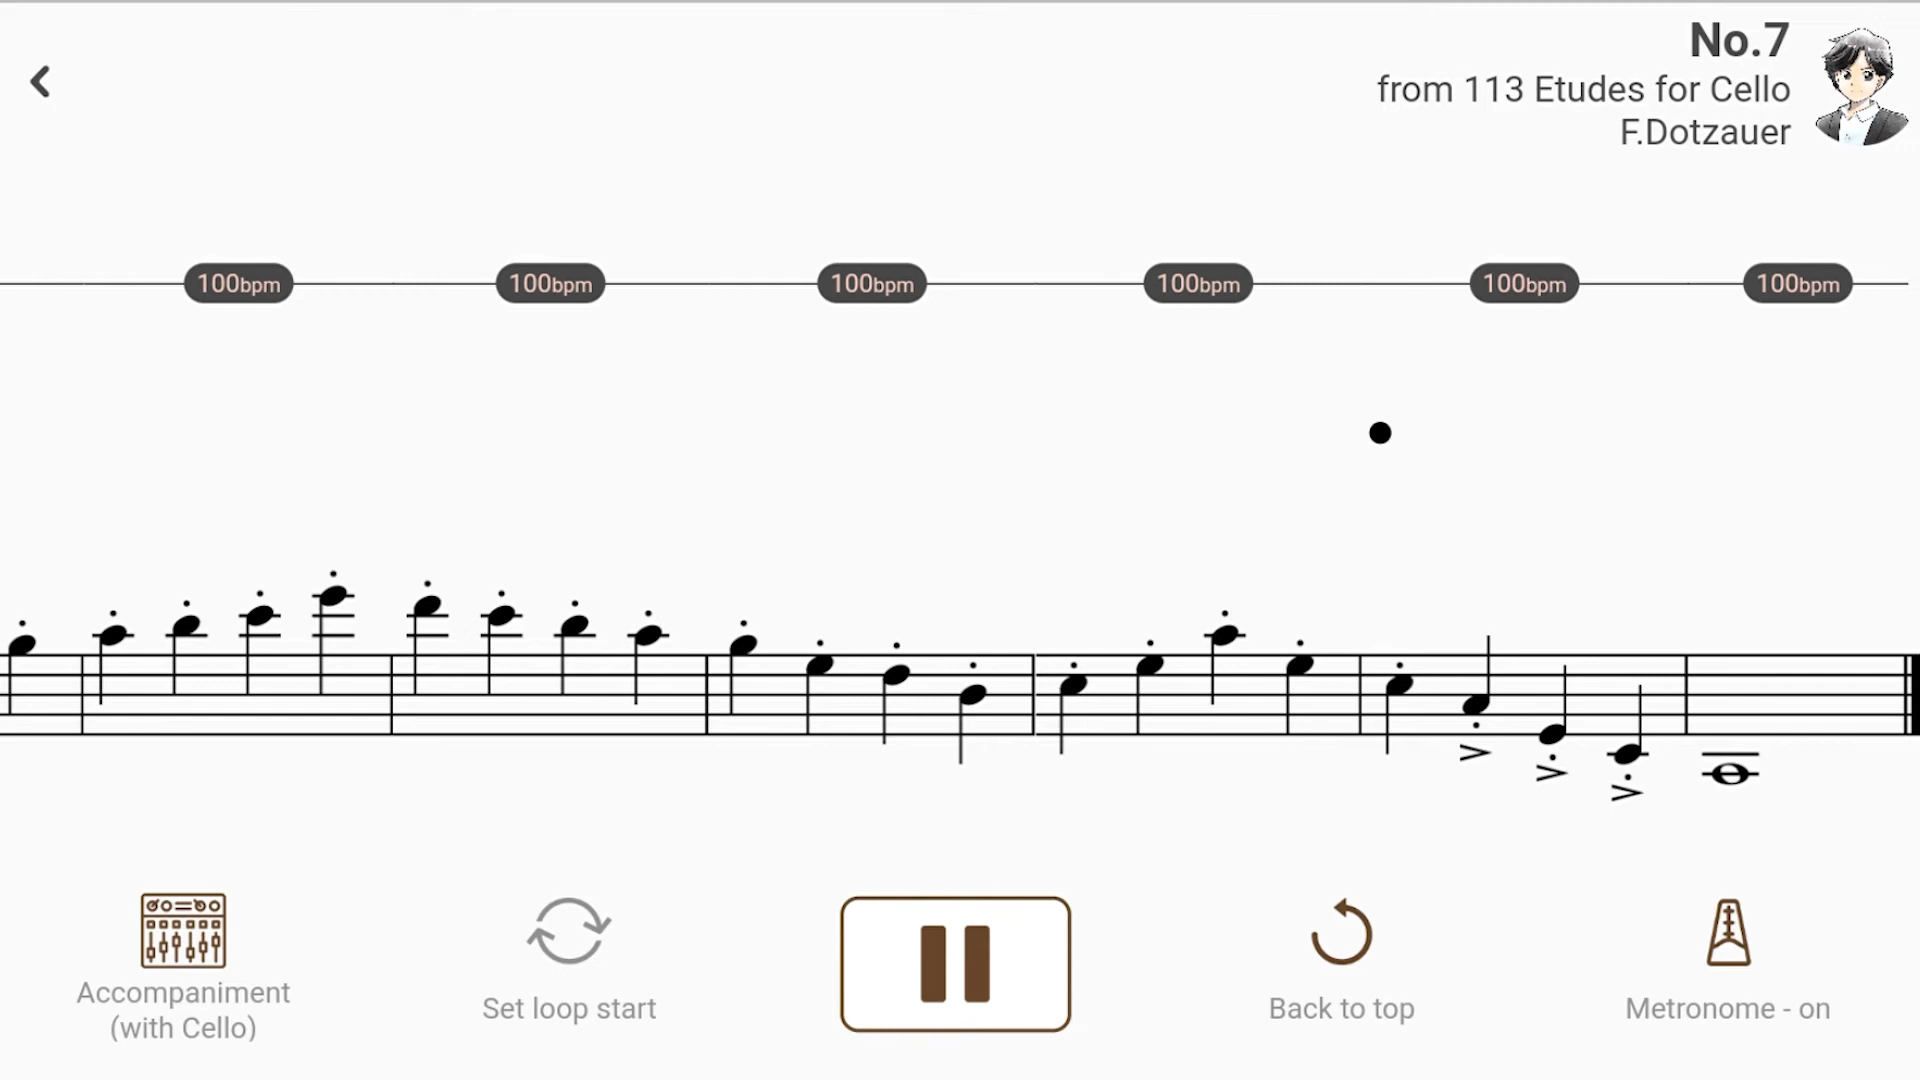 No.7
from 113 Etudes for Cello
F.Dotzauer
100bpm 100bpm 100bpm 100bpm 100bpm 100bpm
Accompaniment
(with Cello)
Set loop start
Back to top
Metronome - on